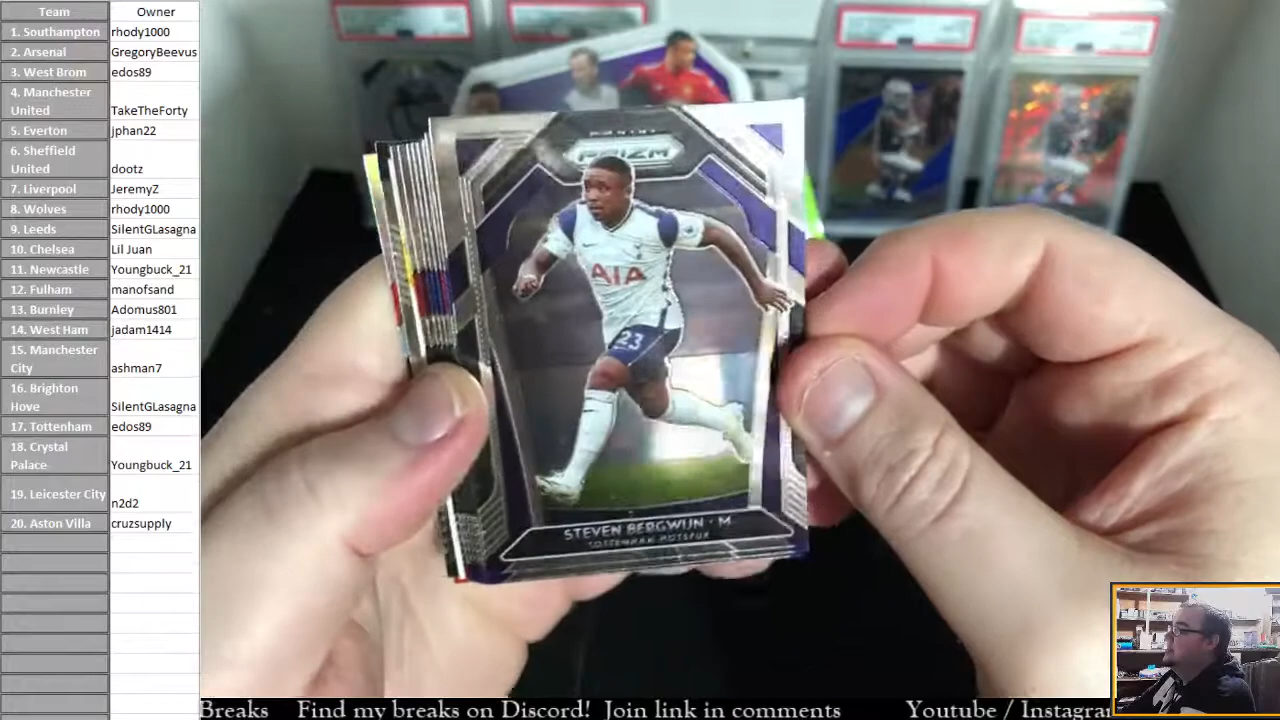 Team Owner
1. Southampton rhody1000
2. Arsenal GregoryBeevus
3. West Brom edos89
4. Manchester
United TakeTheForty
5. Everton jphan22
6. Sheffield
United dootz
7. Liverpool JeremyZ
8. Wolves rhody1000
9. Leeds SilentGLasagna
10. Chelsea Lil Juan
11. Newcastle Youngbuck_21
12. Fulham manofsand
13. Burnley Adomus801
14. West Ham jadam1414
15. Manchester
City ashman7
16. Brighton
Hove SilentGLasagna
17. Tottenham edos89
18. Crystal
Palace Youngbuck_21
19. Leicester City n2d2
20. Aston Villa cruzsupply
PANINI
PRIZM
AIA
23
STEVEN BERGWIJN · M
TOTTENHAM HOTSPUR
Breaks Find my breaks on Discord! Join link in comments Youtube / Instagra